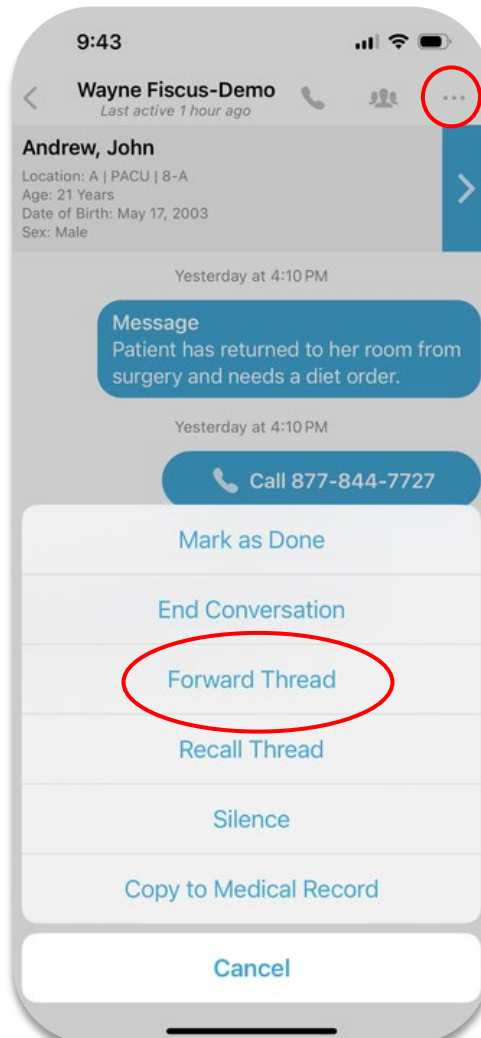 9:43
Wayne Fiscus-Demo
Last active 1 hour ago
Andrew, John
Location: A | PACU | 8-A
Age: 21 Years
Date of Birth: May 17, 2003
Sex: Male
Yesterday at 4:10 PM
Message
Patient has returned to her room from
surgery and needs a diet order.
Yesterday at 4:10 PM
Call 877-844-7727
Mark as Done
End Conversation
Forward Thread
Recall Thread
Silence
Copy to Medical Record
Cancel